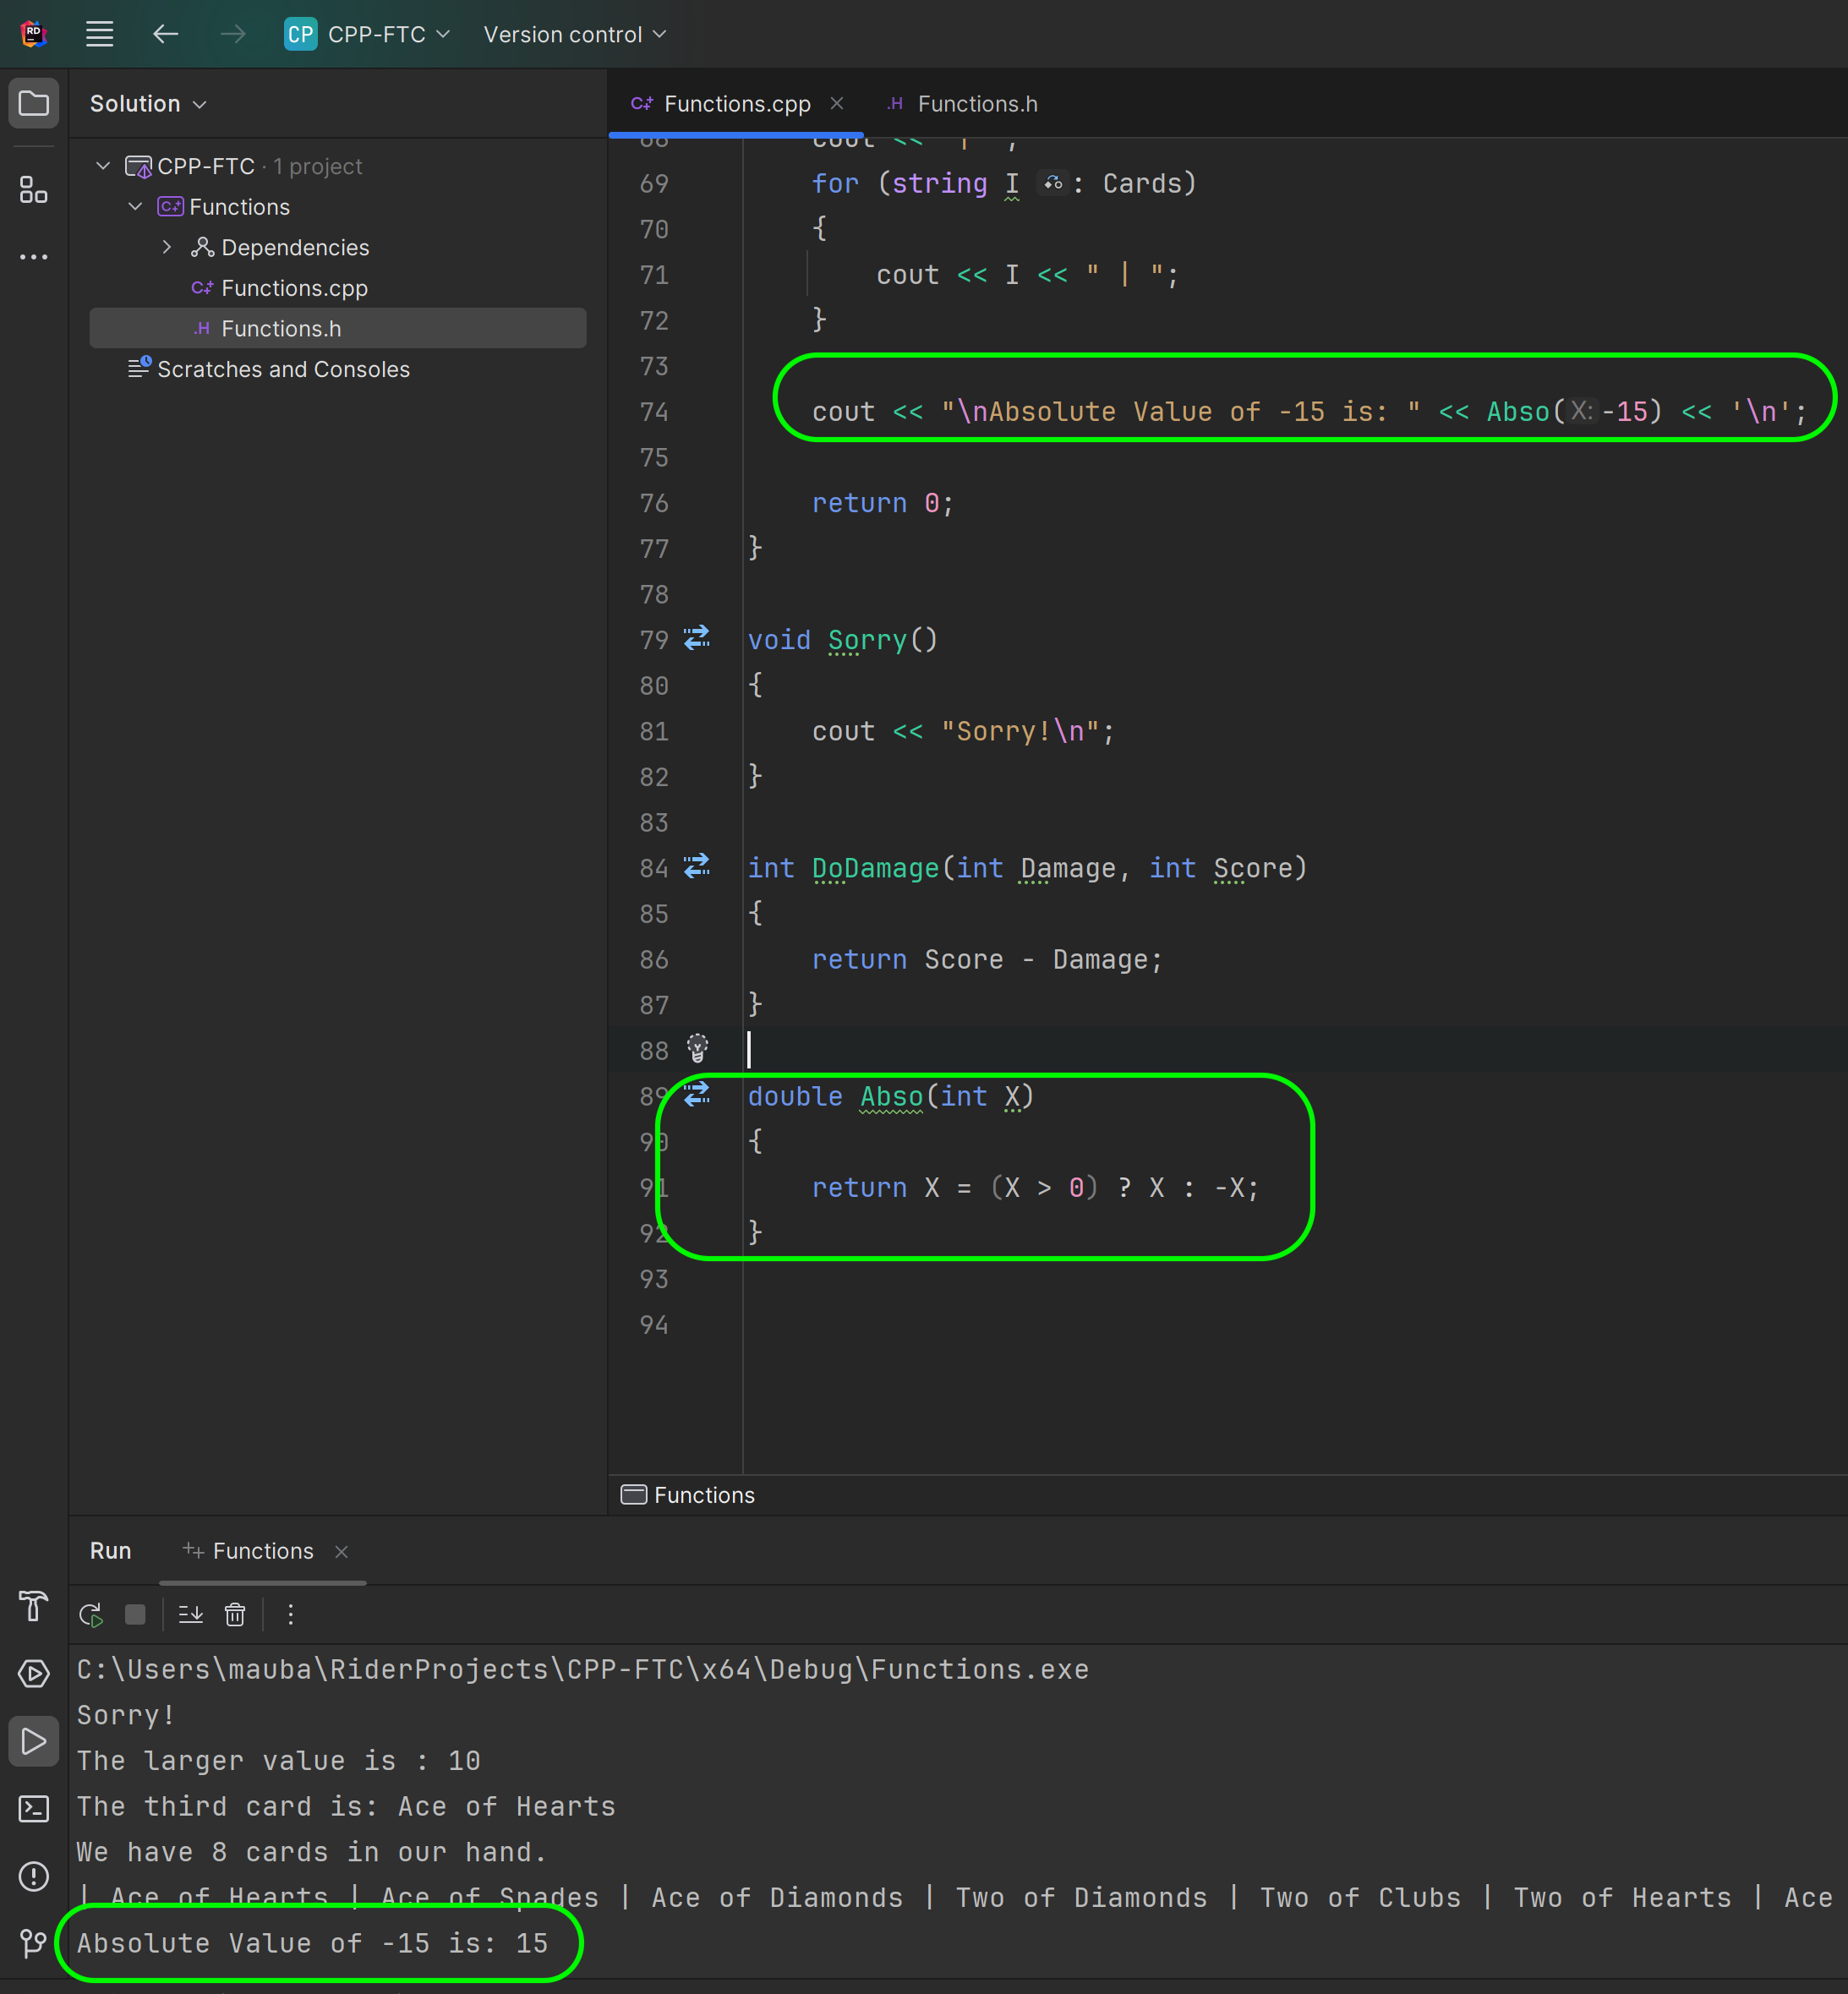 RD
CP CPP-FTC Version control
Solution
CPP-FTC · 1 project
Functions
Dependencies
C++ Functions.cpp
.H Functions.h
Scratches and Consoles
C++ Functions.cpp
.H Functions.h
68 cout << " | ";
69 for (string I : Cards)
70 {
71 cout << I << " | ";
72 }
73
74 cout << "\nAbsolute Value of -15 is: " << Abso(X:-15) << '\n';
75
76 return 0;
77 }
78
79 void Sorry()
80 {
81 cout << "Sorry!\n";
82 }
83
84 int DoDamage(int Damage, int Score)
85 {
86 return Score - Damage;
87 }
88
89 double Abso(int X)
90 {
91 return X = (X > 0) ? X : -X;
92 }
93
94
Functions
Run Functions
C:\Users\mauba\RiderProjects\CPP-FTC\x64\Debug\Functions.exe
Sorry!
The larger value is : 10
The third card is: Ace of Hearts
We have 8 cards in our hand.
| Ace of Hearts | Ace of Spades | Ace of Diamonds | Two of Diamonds | Two of Clubs | Two of Hearts | Ace
Absolute Value of -15 is: 15